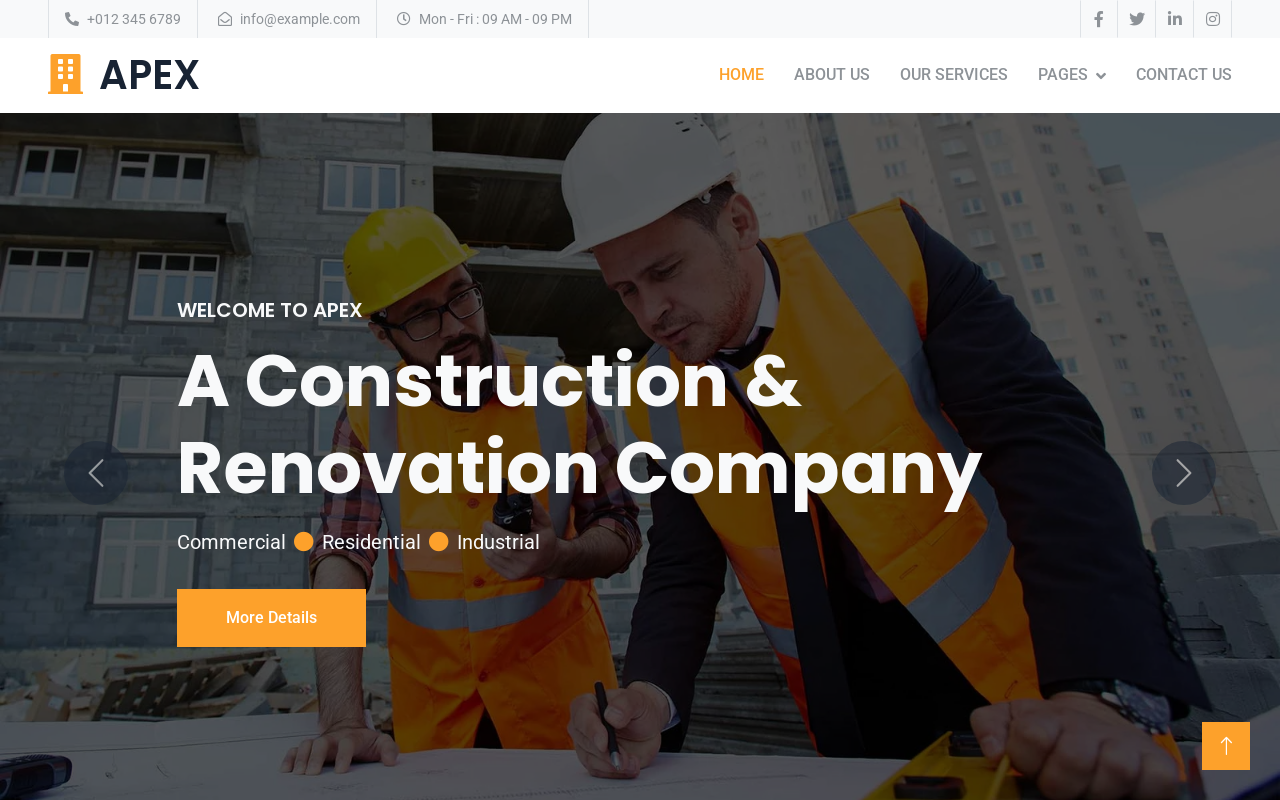 +012 345 6789
info@example.com
Mon - Fri : 09 AM - 09 PM
APEX
HOME
ABOUT US
OUR SERVICES
PAGES
CONTACT US
WELCOME TO APEX
A Construction &
Renovation Company
Commercial Residential Industrial
More Details